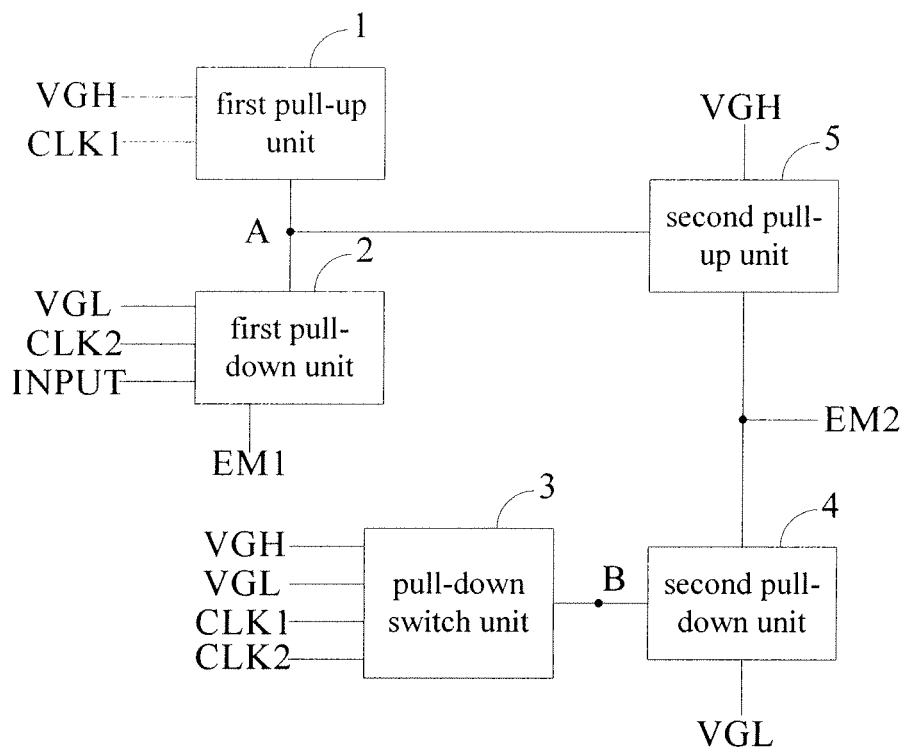 1
VGH
CLK1
first pull-up
unit
VGH
5
second pull-
up unit
A
2
VGL
CLK2
INPUT
first pull-
down unit
EM1
EM2
3
VGH
VGL
CLK1
CLK2
pull-down
switch unit
B
4
second pull-
down unit
VGL